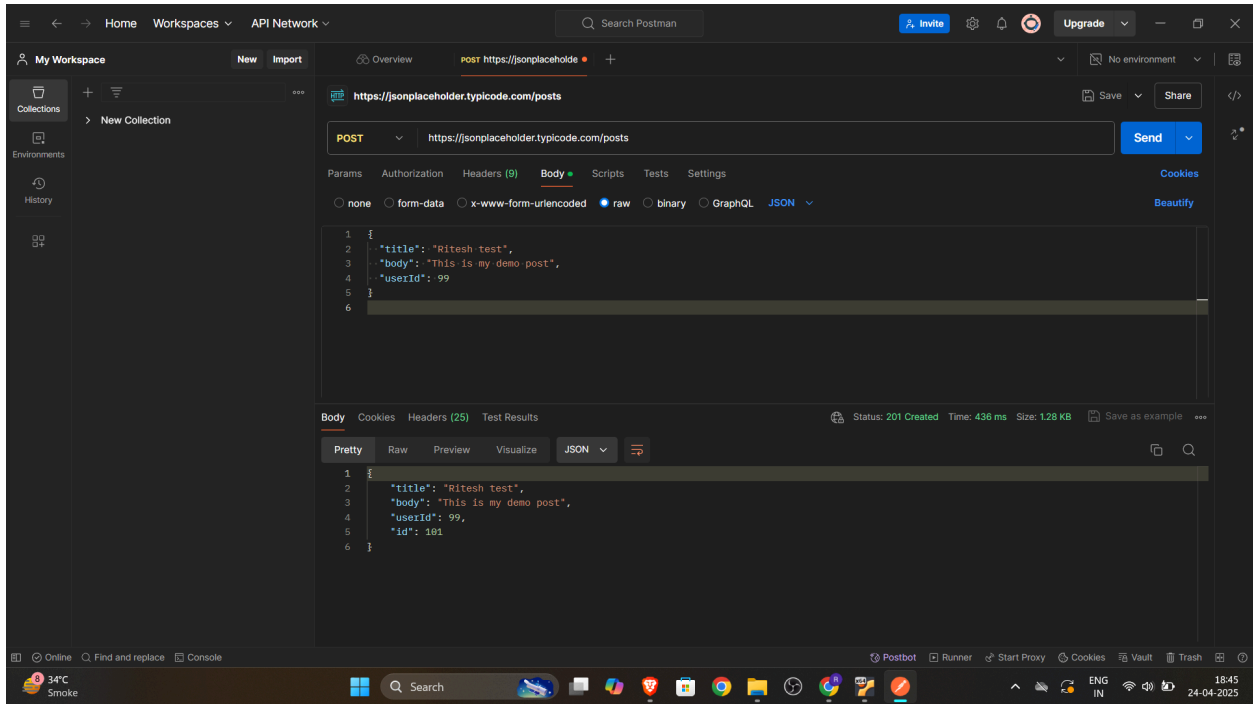 Home Workspaces API Network Search Postman Invite Upgrade
My Workspace New Import Overview POST https://jsonplaceholde + No environment
Collections
New Collection
Environments
History
HTTP https://jsonplaceholder.typicode.com/posts Save Share
POST https://jsonplaceholder.typicode.com/posts Send
Params Authorization Headers (9) Body Scripts Tests Settings Cookies
none form-data x-www-form-urlencoded raw binary GraphQL JSON Beautify
1 {
2 "title": "Ritesh test",
3 "body": "This is my demo post",
4 "userId": 99
5 }
6
Body Cookies Headers (25) Test Results Status: 201 Created Time: 436 ms Size: 1.28 KB Save as example
Pretty Raw Preview Visualize JSON
1 {
2 "title": "Ritesh test",
3 "body": "This is my demo post",
4 "userId": 99,
5 "id": 101
6 }
Online Find and replace Console Postbot Runner Start Proxy Cookies Vault Trash
8 34°C
Smoke
Search
ENG
IN
18:45
24-04-2025